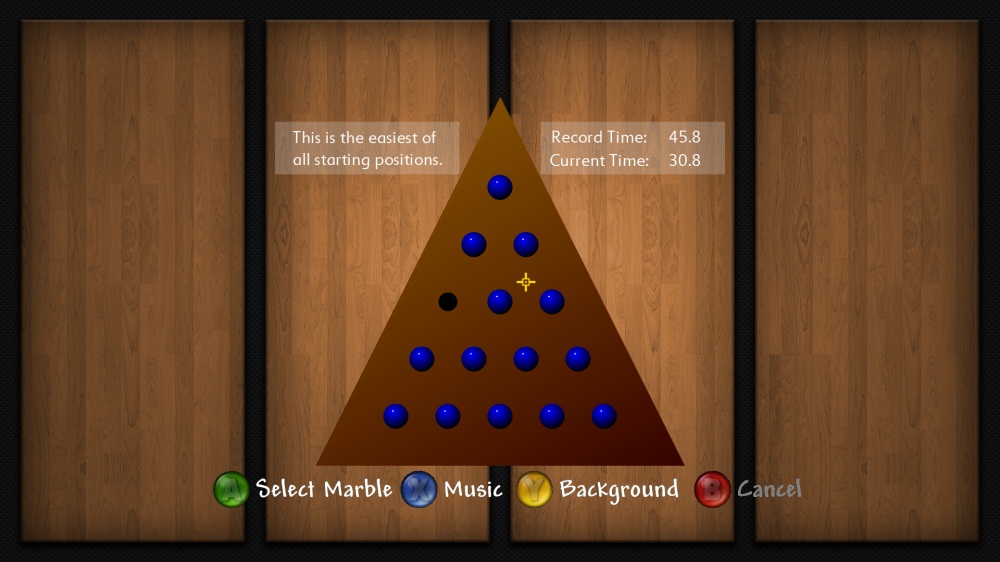 This is the easiest of
all starting positions.
Record Time: 45.8
Current Time: 30.8
A Select Marble X Music Y Background B Cancel